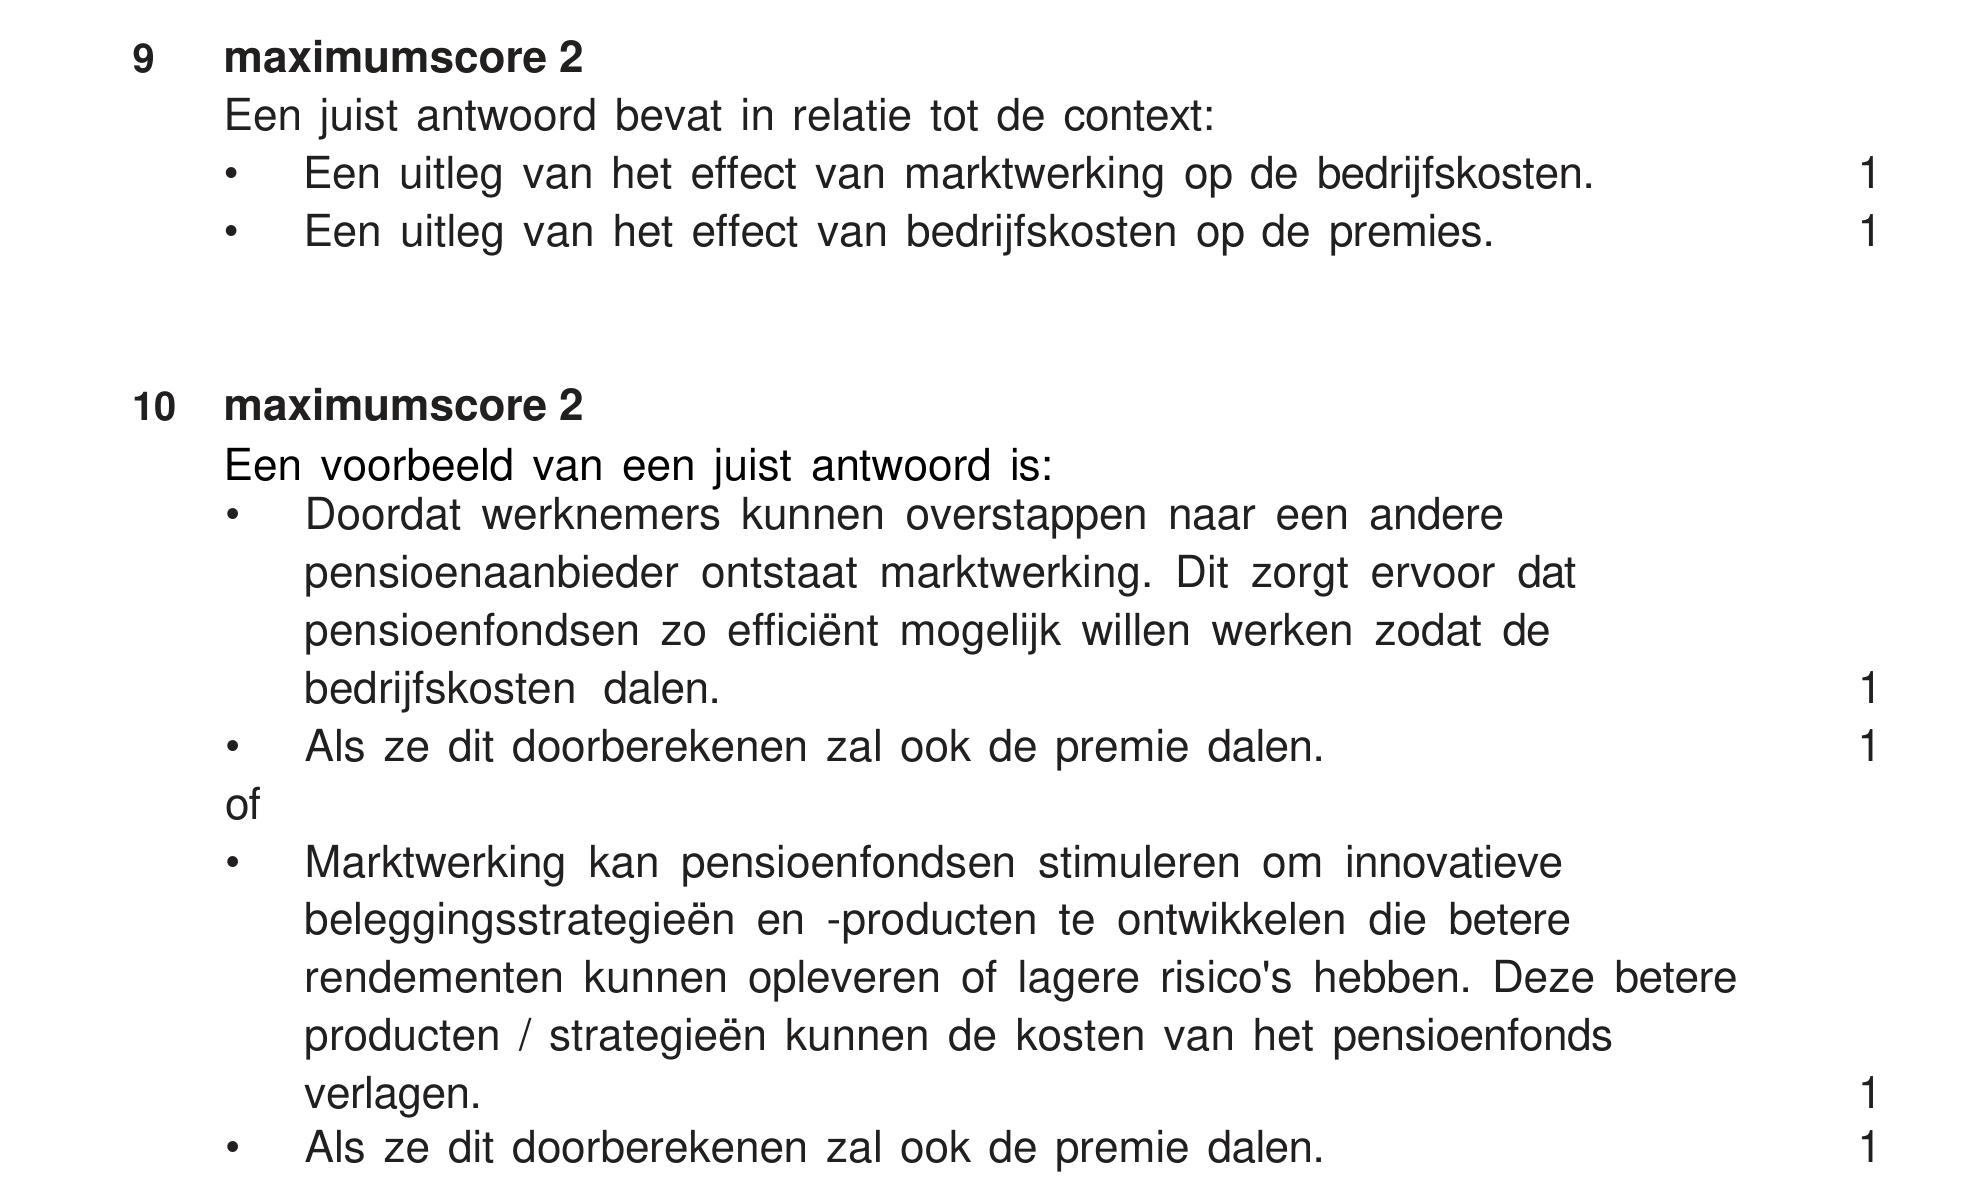 9 maximumscore 2
Een juist antwoord bevat in relatie tot de context:
• Een uitleg van het effect van marktwerking op de bedrijfskosten. 1
• Een uitleg van het effect van bedrijfskosten op de premies. 1
10 maximumscore 2
Een voorbeeld van een juist antwoord is:
• Doordat werknemers kunnen overstappen naar een andere
pensioenaanbieder ontstaat marktwerking. Dit zorgt ervoor dat
pensioenfondsen zo efficiënt mogelijk willen werken zodat de
bedrijfskosten dalen. 1
• Als ze dit doorberekenen zal ook de premie dalen. 1
of
• Marktwerking kan pensioenfondsen stimuleren om innovatieve
beleggingsstrategieën en -producten te ontwikkelen die betere
rendementen kunnen opleveren of lagere risico's hebben. Deze betere
producten / strategieën kunnen de kosten van het pensioenfonds
verlagen. 1
• Als ze dit doorberekenen zal ook de premie dalen. 1